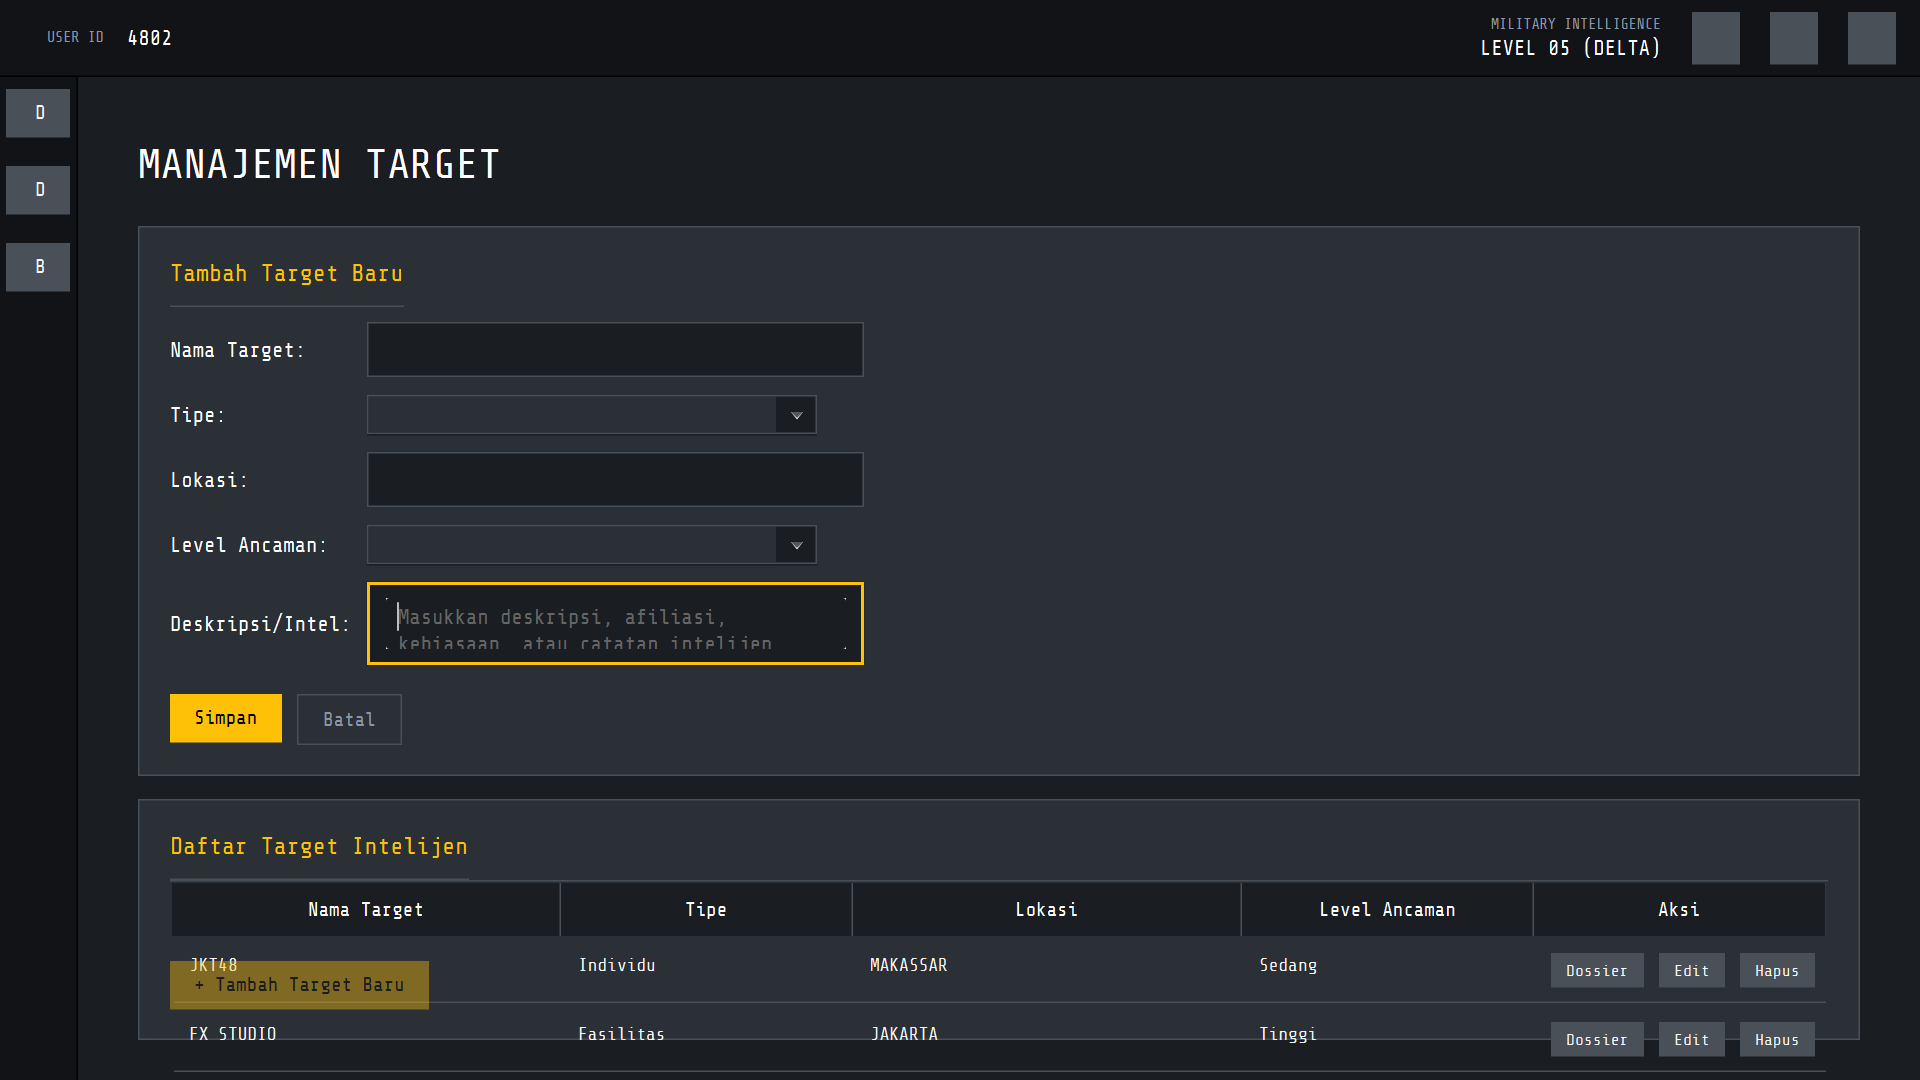 USER ID 4802
MILITARY INTELLIGENCE
LEVEL 05 (DELTA)
D
D
B
MANAJEMEN TARGET
Tambah Target Baru
Nama Target:
Tipe:
Lokasi:
Level Ancaman:
Deskripsi/Intel:
Masukkan deskripsi, afiliasi,
kebiasaan, atau catatan intelijen
Simpan
Batal
Daftar Target Intelijen
Nama Target Tipe Lokasi Level Ancaman Aksi
JKT48 Individu MAKASSAR Sedang Dossier Edit Hapus
+ Tambah Target Baru
FX STUDIO Fasilitas JAKARTA Tinggi Dossier Edit Hapus